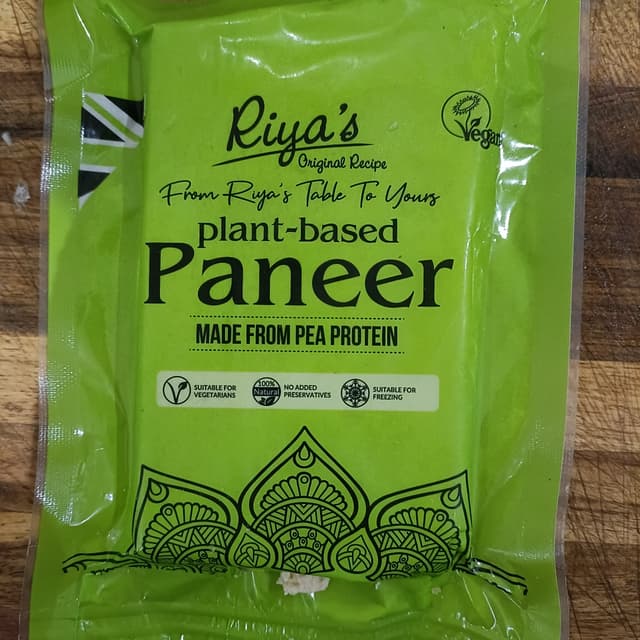 Riya's
Original Recipe
Vegan
From Riya's Table To Yours
plant-based
Paneer
MADE FROM PEA PROTEIN
SUITABLE FOR
VEGETARIANS
100%
Natural
NO ADDED
PRESERVATIVES
SUITABLE FOR
FREEZING